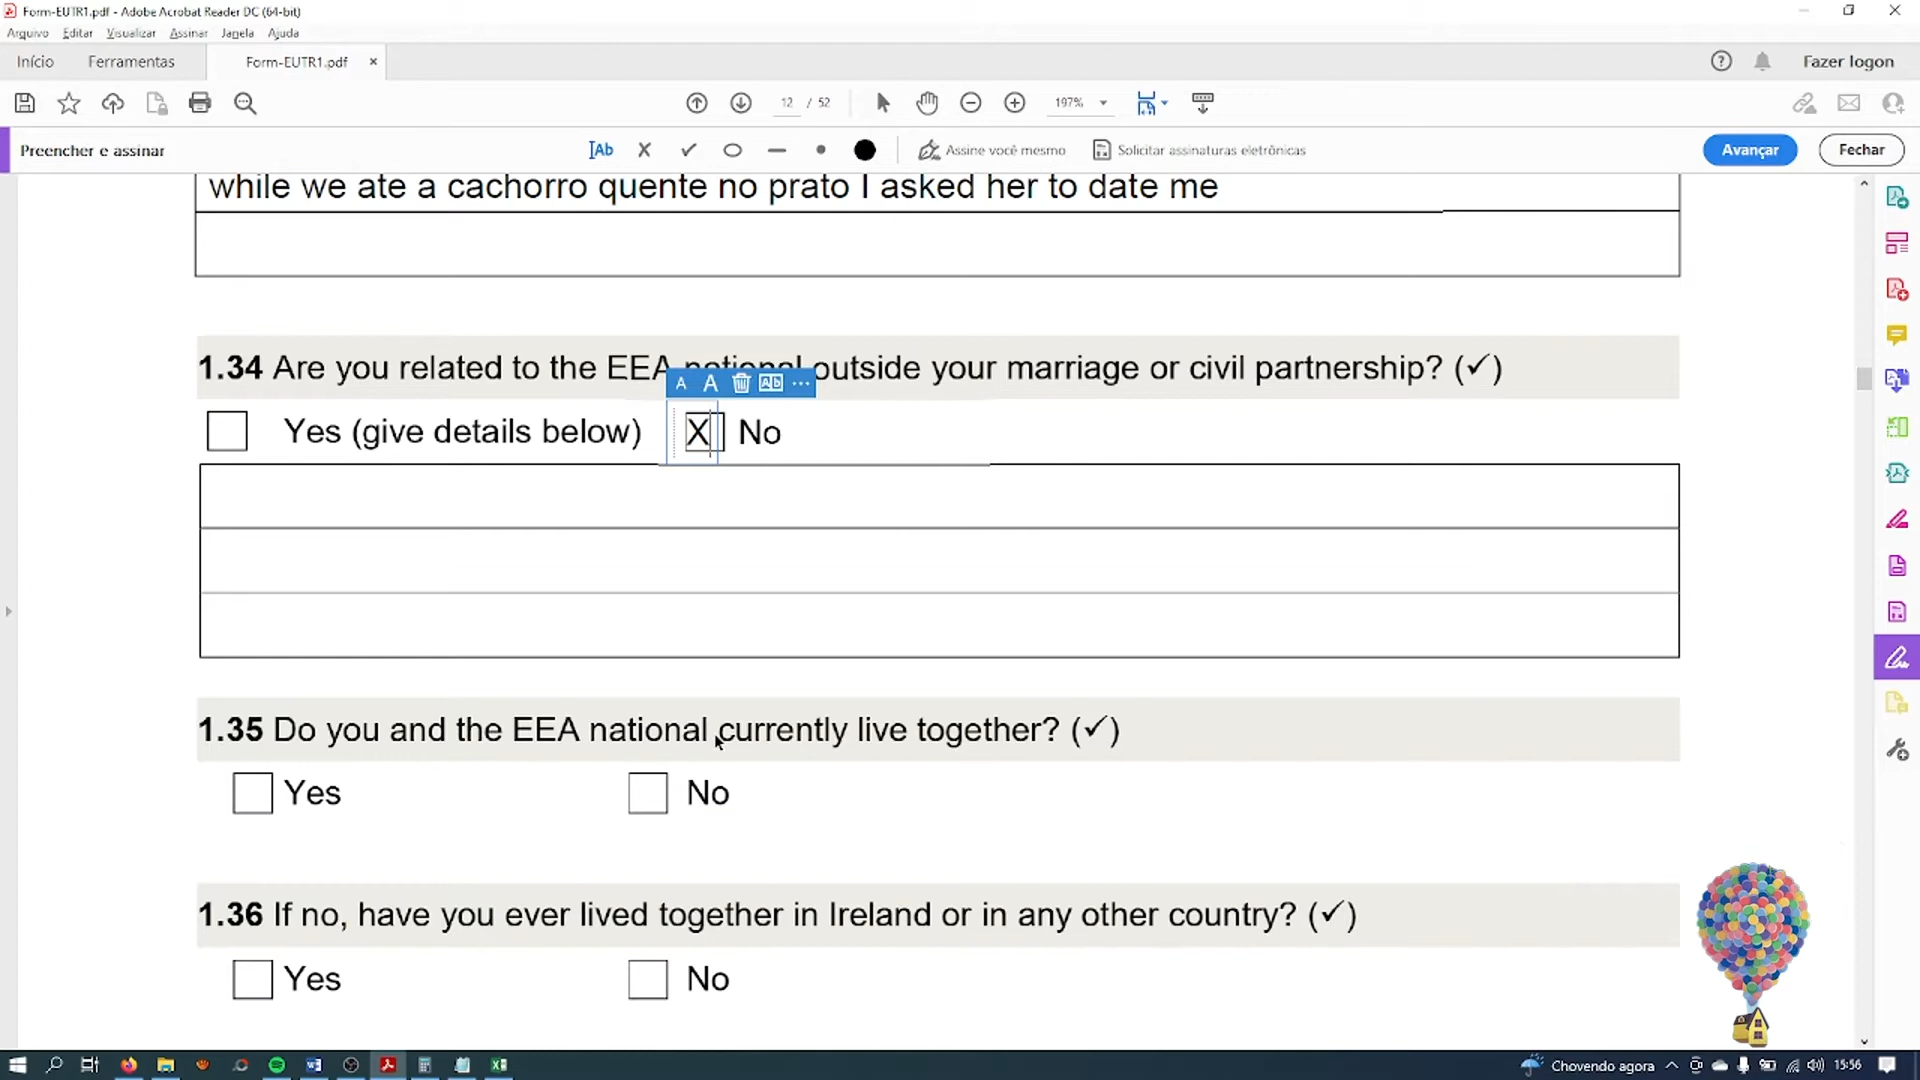 Form-EUTR1.pdf - Adobe Acrobat Reader DC (64-bit)
Arquivo Editar Visualizar Assinar Janela Ajuda
Início Ferramentas Form-EUTR1.pdf × Fazer logon
12 / 52 197%
Preencher e assinar Ab Assine você mesmo Solicitar assinaturas eletrônicas Avançar Fechar
while we ate a cachorro quente no prato I asked her to date me
1.34 Are you related to the EEA national outside your marriage or civil partnership? (✓)
A A Ab ...
Yes (give details below) X No
1.35 Do you and the EEA national currently live together? (✓)
Yes No
1.36 If no, have you ever lived together in Ireland or in any other country? (✓)
Yes No
Chovendo agora 15:56